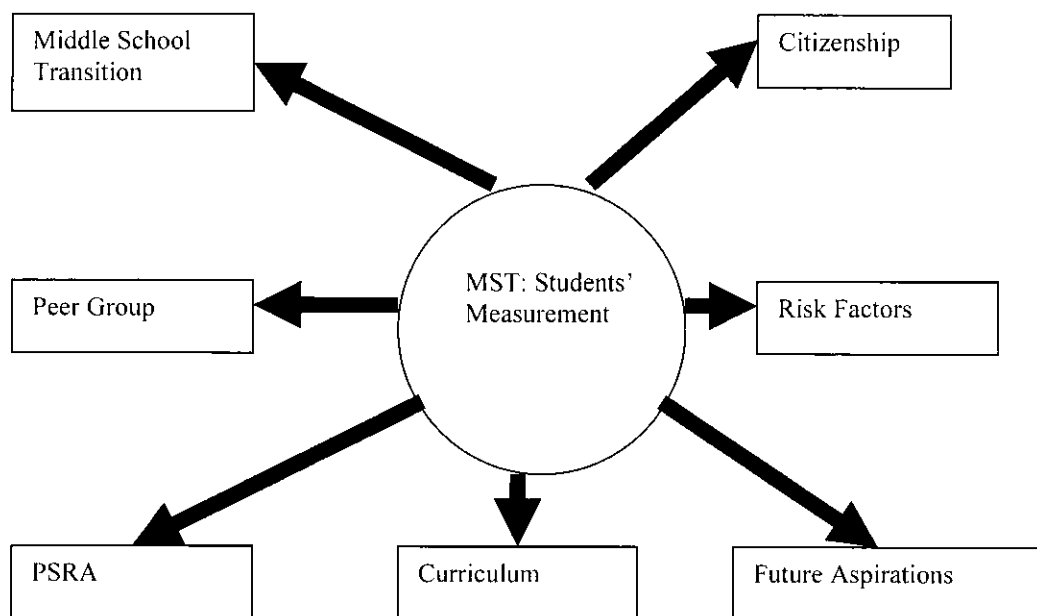 Middle School
Transition
Citizenship
MST: Students'
Measurement
Peer Group
Risk Factors
PSRA
Curriculum
Future Aspirations